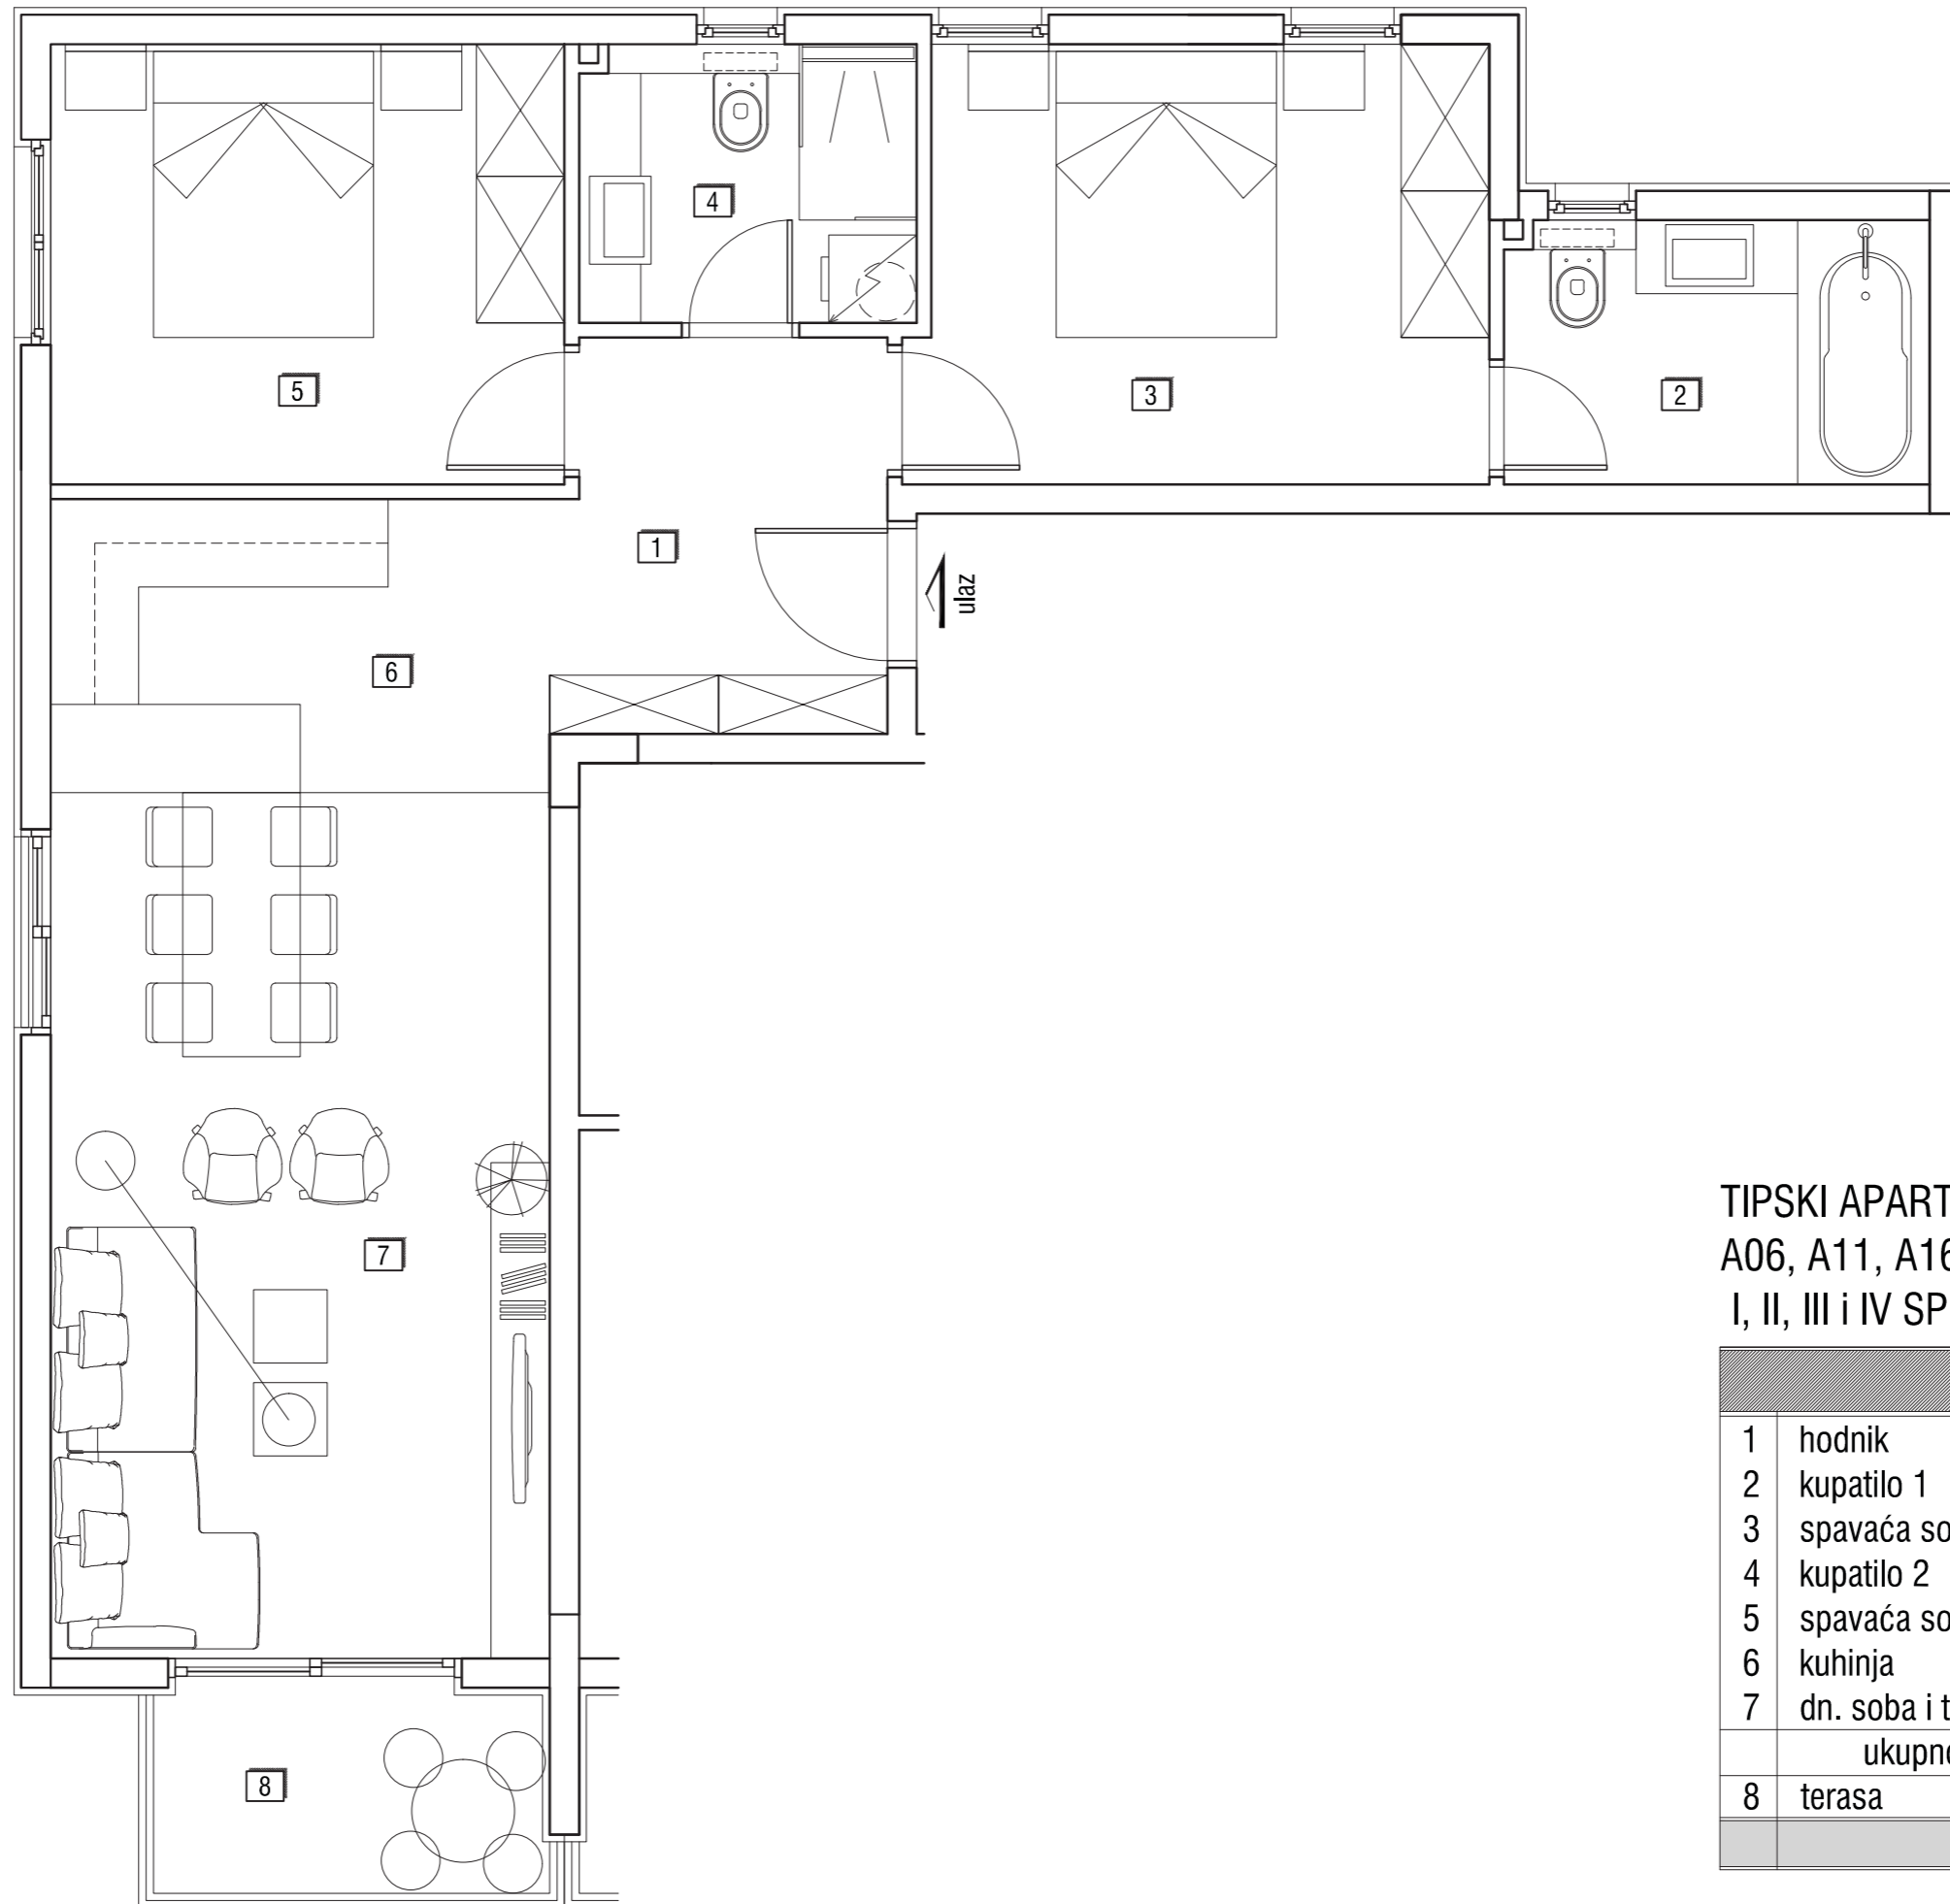 4
5
3
2
1
ulaz
6
7
8
TIPSKI APART
A06, A11, A16
I, II, III i IV SP
1 hodnik
2 kupatilo 1
3 spavaća so
4 kupatilo 2
5 spavaća so
6 kuhinja
7 dn. soba i t
ukupno
8 terasa